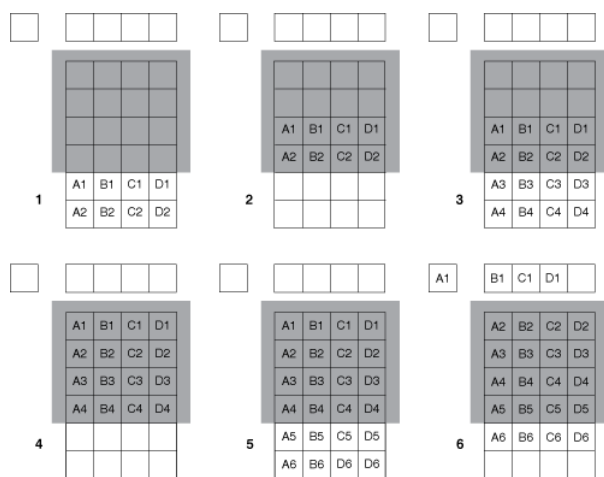 A1 B1 C1 D1
A2 B2 C2 D2
1
A1 B1 C1 D1
A2 B2 C2 D2
2
A1 B1 C1 D1
A2 B2 C2 D2
A3 B3 C3 D3
A4 B4 C4 D4
3
A1 B1 C1 D1
A2 B2 C2 D2
A3 B3 C3 D3
A4 B4 C4 D4
4
A1 B1 C1 D1
A2 B2 C2 D2
A3 B3 C3 D3
A4 B4 C4 D4
A5 B5 C5 D5
A6 B6 D6 D6
5
A1 B1 C1 D1
A2 B2 C2 D2
A3 B3 C3 D3
A4 B4 C4 D4
A5 B5 C5 D5
A6 B6 C6 D6
6